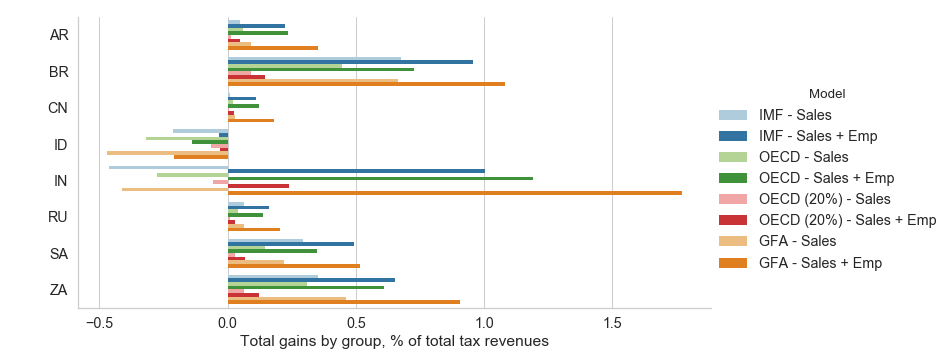 AR
BR
CN
ID
IN
RU
SA
ZA
−0.5 0.0 0.5 1.0 1.5
Total gains by group, % of total tax revenues
Model
IMF - Sales
IMF - Sales + Emp
OECD - Sales
OECD - Sales + Emp
OECD (20%) - Sales
OECD (20%) - Sales + Emp
GFA - Sales
GFA - Sales + Emp